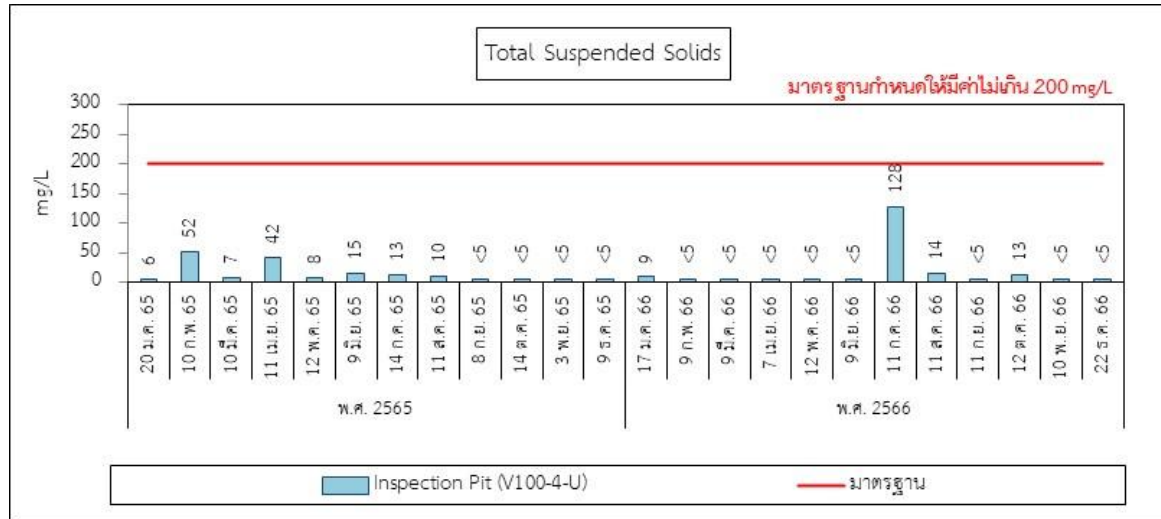 Total Suspended Solids
มาตรฐานกำหนดให้มีค่าไม่เกิน 200 mg/L
mg/L
300
250
200
150
100
50
0
6
52
7
42
8
15
13
10
<5
<5
<5
<5
9
<5
<5
<5
<5
<5
128
14
<5
13
<5
<5
20 ม.ค. 65
10 ก.พ. 65
10 มี.ค. 65
11 เม.ย. 65
12 พ.ค. 65
9 มิ.ย. 65
14 ก.ค. 65
11 ส.ค. 65
8 ก.ย. 65
14 ต.ค. 65
3 พ.ย. 65
9 ธ.ค. 65
17 ม.ค. 66
9 ก.พ. 66
9 มี.ค. 66
7 เม.ย. 66
12 พ.ค. 66
9 มิ.ย. 66
11 ก.ค. 66
11 ส.ค. 66
11 ก.ย. 66
12 ต.ค. 66
10 พ.ย. 66
22 ธ.ค. 66
พ.ศ. 2565
พ.ศ. 2566
Inspection Pit (V100-4-U)
มาตรฐาน